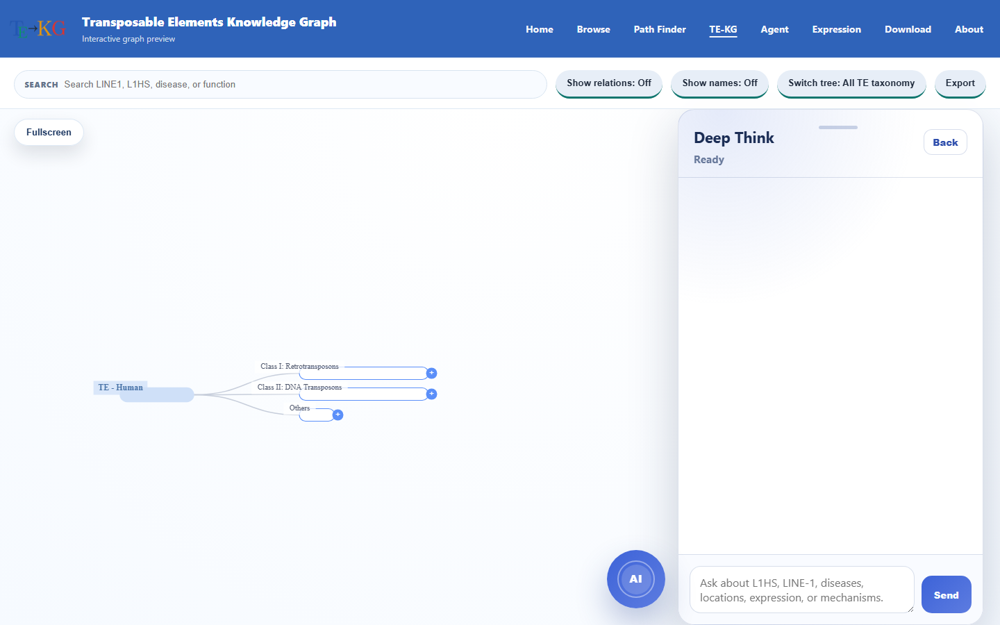 TE→KG
Transposable Elements Knowledge Graph
Interactive graph preview
Home
Browse
Path Finder
TE-KG
Agent
Expression
Download
About
SEARCH Search LINE1, L1HS, disease, or function
Show relations: Off
Show names: Off
Switch tree: All TE taxonomy
Export
Fullscreen
Deep Think
Ready
Back
Class I: Retrotransposons
+
TE - Human
Class II: DNA Transposons
+
Others
+
AI
Ask about L1HS, LINE-1, diseases,
locations, expression, or mechanisms.
Send